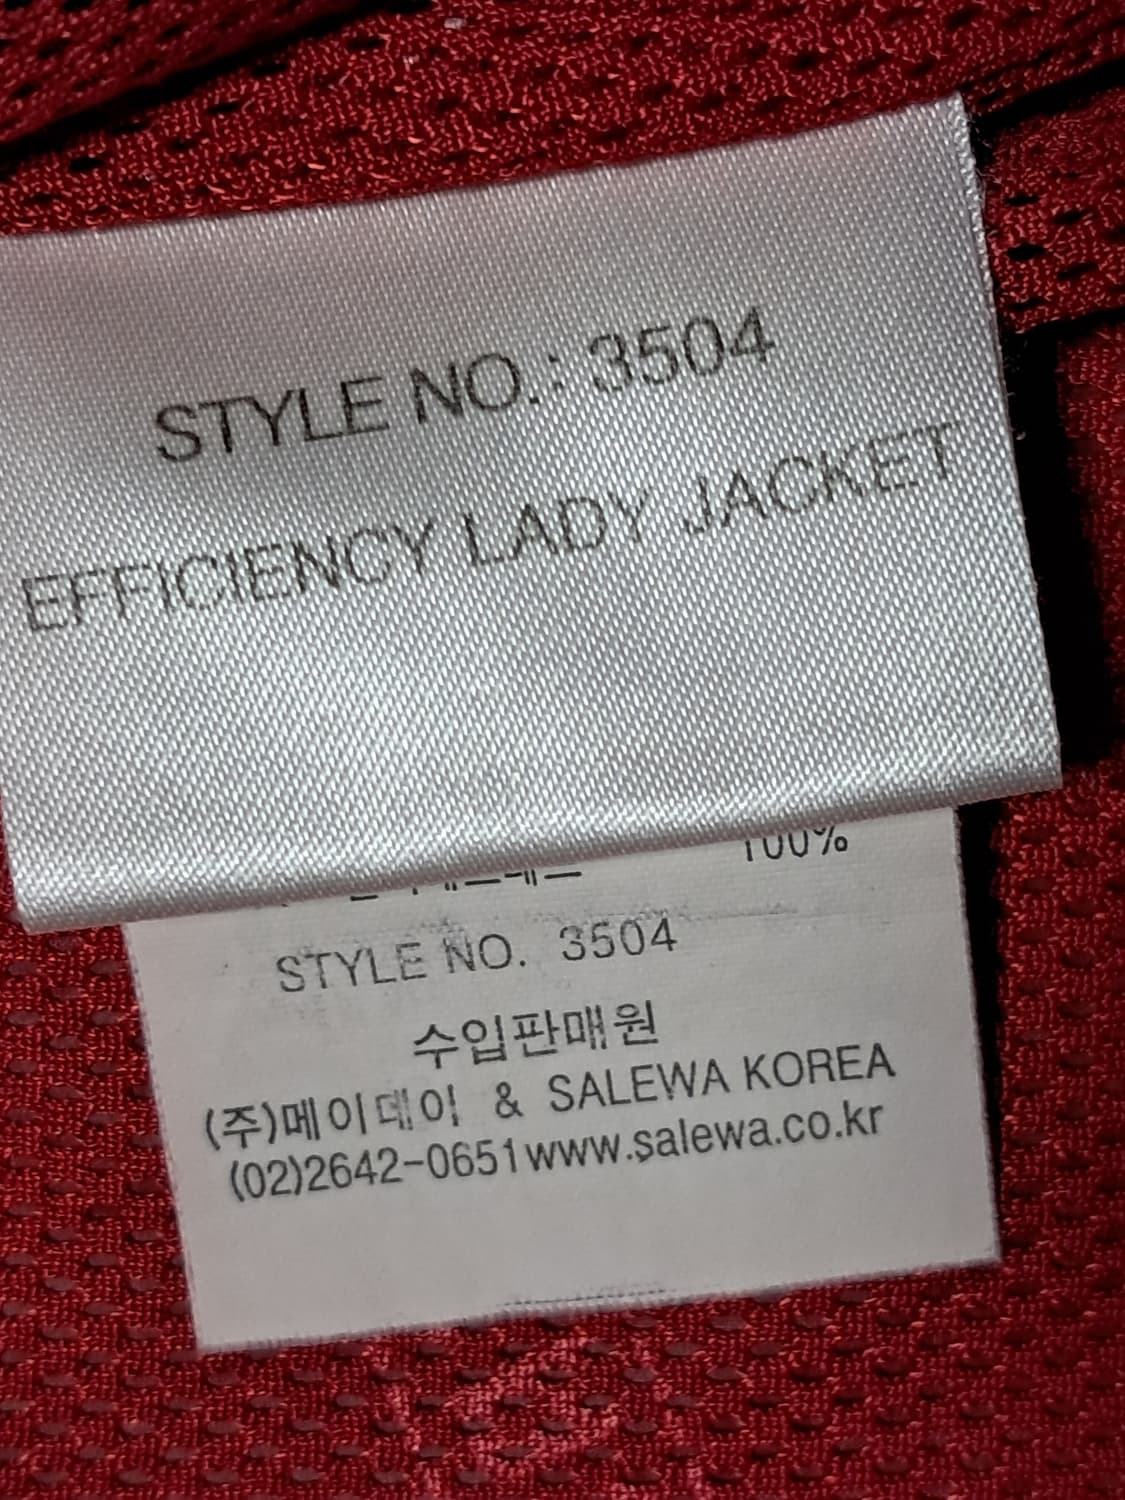 STYLE NO.: 3504
EFFICIENCY LADY JACKET
100%
STYLE NO. 3504
수입판매원
(주)메이데이 & SALEWA KOREA
(02)2642-0651www.salewa.co.kr